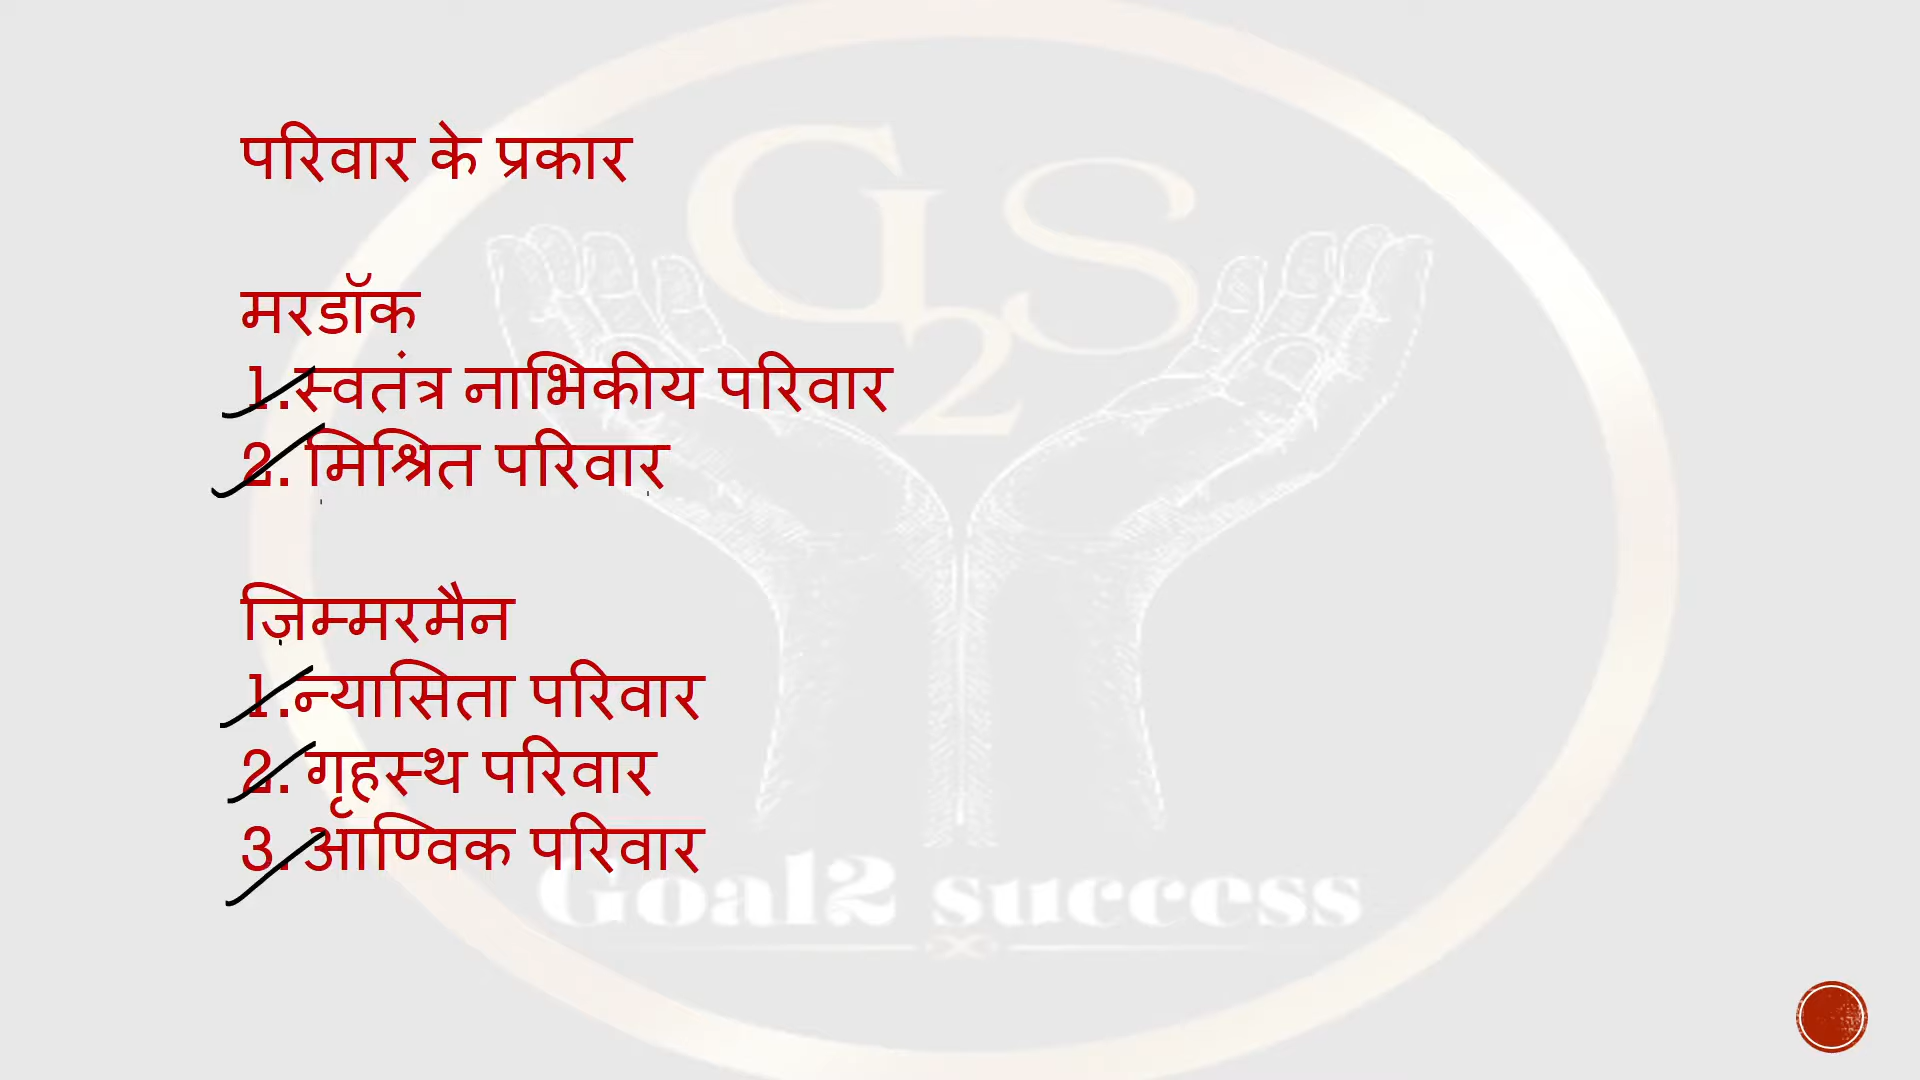 परिवार के प्रकार
मरडॉक
1.स्वतंत्र नाभिकीय परिवार
2. मिश्रित परिवार
ज़िम्मरमैन
1.न्यासिता परिवार
2. गृहस्थ परिवार
3. आण्विक परिवार
G2S
Goal2 success